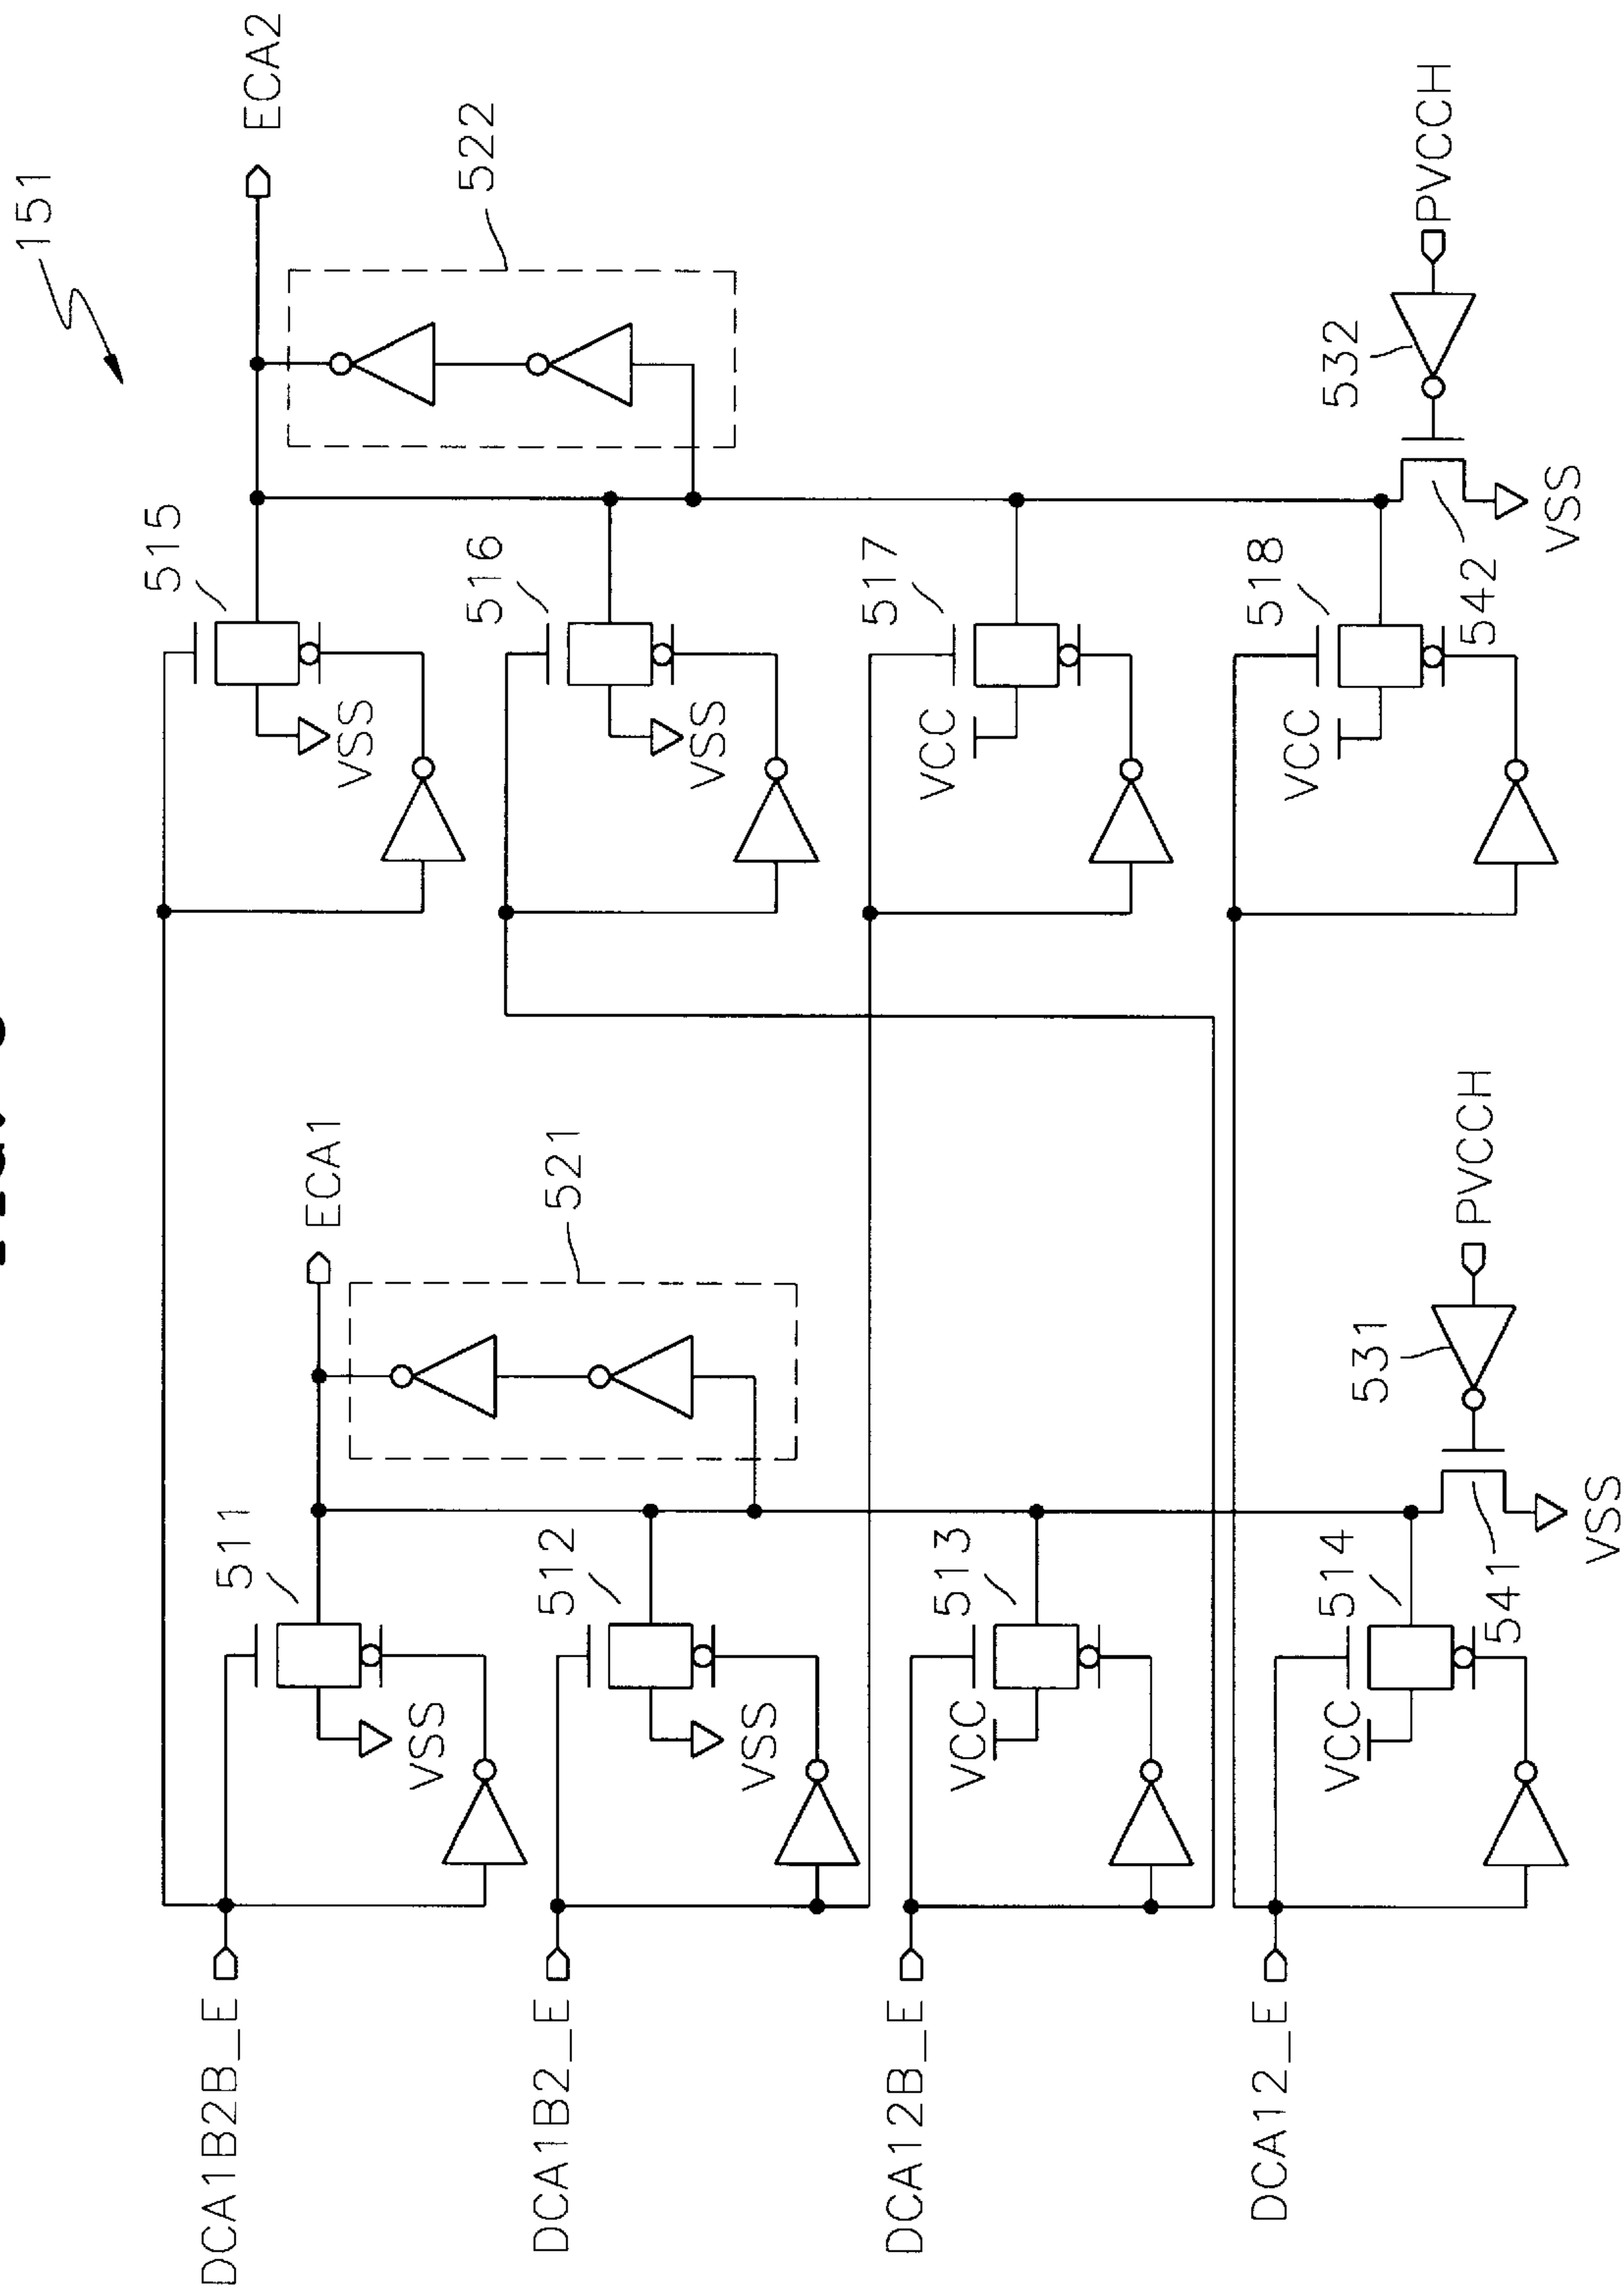 151
ECA2
522
515
VSS
516
VSS
517
VCC
518
VCC
542
532
PVCCH
VSS
ECA1
521
511
VSS
512
VSS
513
VCC
514
VCC
541
531
PVCCH
VSS
DCA1B2B_E
DCA1B2_E
DCA12B_E
DCA12_E